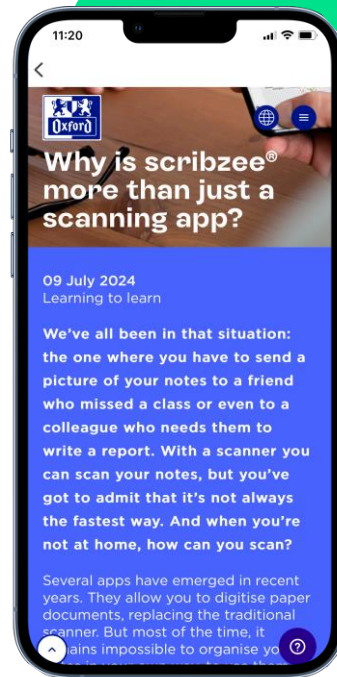 11:20
Oxford
Why is scribzee®
more than just a
scanning app?
09 July 2024
Learning to learn
We've all been in that situation:
the one where you have to send a
picture of your notes to a friend
who missed a class or even to a
colleague who needs them to
write a report. With a scanner you
can scan your notes, but you've
got to admit that it's not always
the fastest way. And when you're
not at home, how can you scan?
Several apps have emerged in recent
years. They allow you to digitise paper
documents, replacing the traditional
scanner. But most of the time, it
impossible to organise